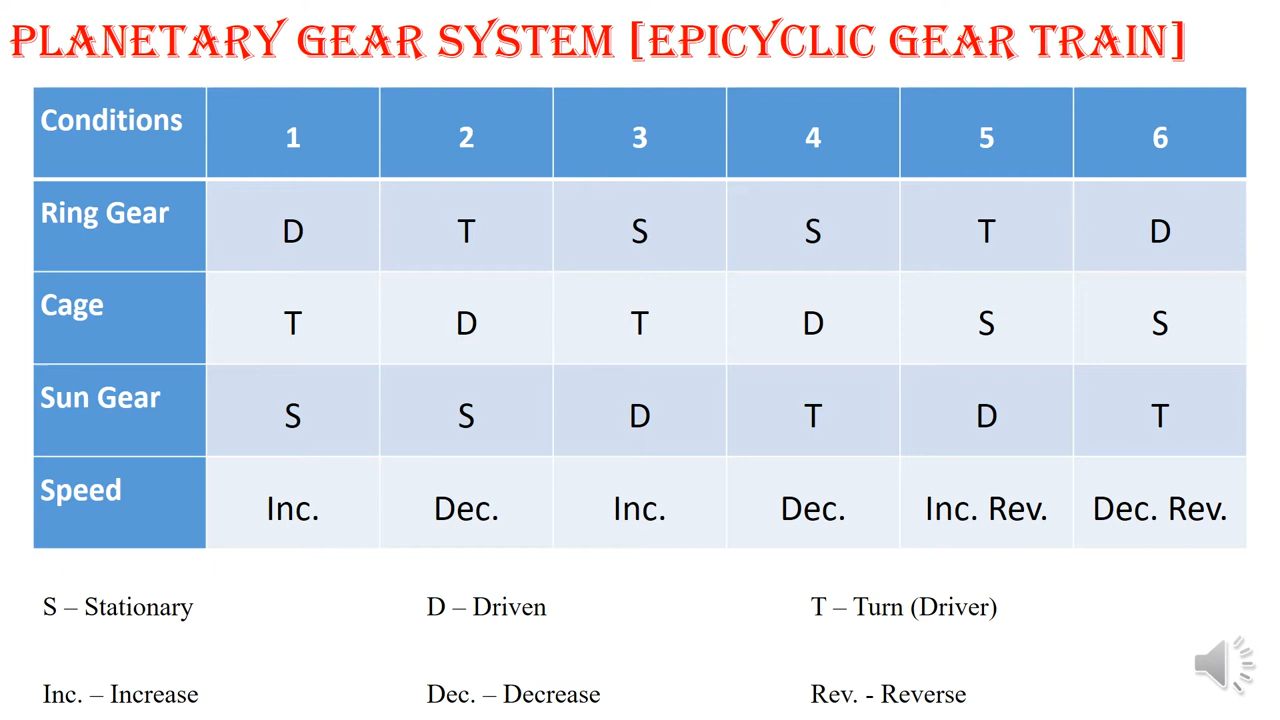 PLANETARY GEAR SYSTEM [EPICYCLIC GEAR TRAIN]
Conditions 1 2 3 4 5 6
Ring Gear D T S S T D
Cage T D T D S S
Sun Gear S S D T D T
Speed Inc. Dec. Inc. Dec. Inc. Rev. Dec. Rev.
S – Stationary D – Driven T – Turn (Driver)
Inc. – Increase Dec. – Decrease Rev. - Reverse